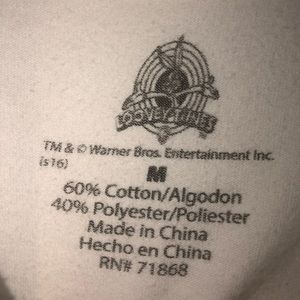 LOONEY TUNES
TM & © Warner Bros. Entertainment Inc.
(s16)
M
60% Cotton/Algodon
40% Polyester/Poliester
Made in China
Hecho en China
RN# 71868